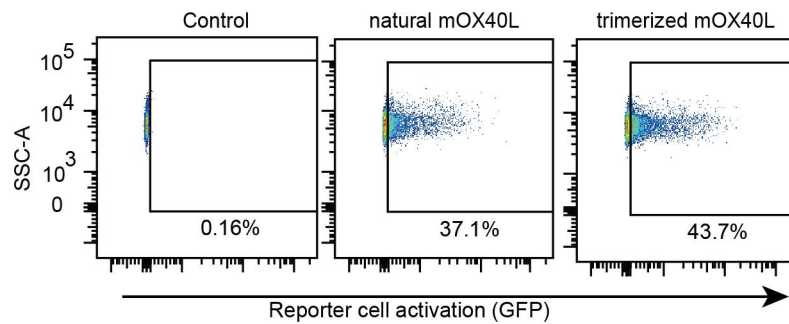 Control
natural mOX40L
trimerized mOX40L
SSC-A
10^5
10^4
10^3
0
0.16%
37.1%
43.7%
Reporter cell activation (GFP)